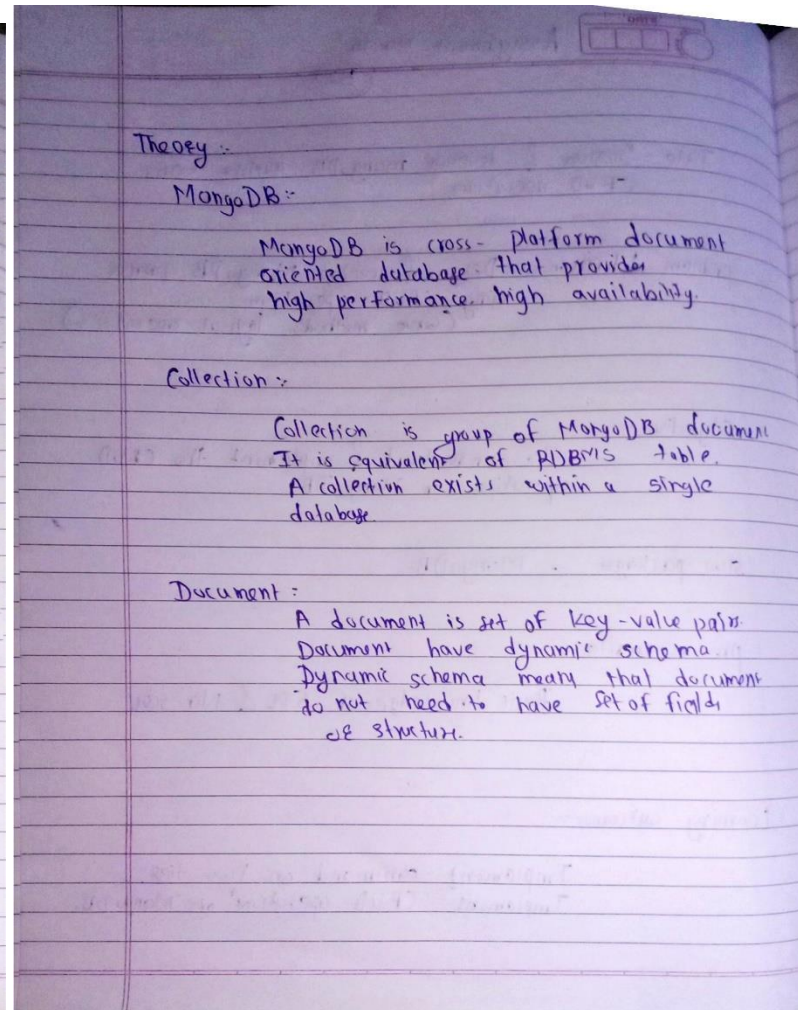 Theory :-
MongoDB :-
MongoDB is cross- platform document
oriented database that provides
high performance. high availability.
Collection :-
Collection is group of MongoDB document
It is equivalent of RDBMS table.
A collection exists within a single
database.
Document :
A document is set of key-value pairs.
Document have dynamic schema
Dynamic schema means that document
do not need to have set of fields
or structure.